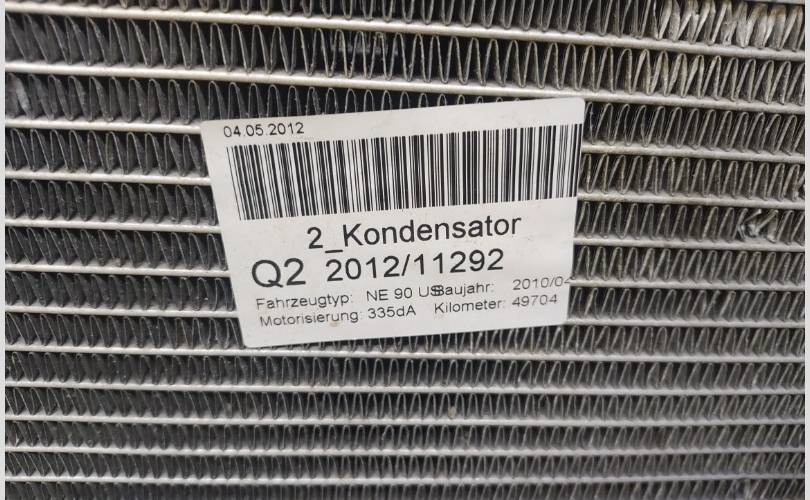 04.05.2012
2_Kondensator
Q2 2012/11292
Fahrzeugtyp: NE 90 US Baujahr: 2010/04
Motorisierung: 335dA Kilometer: 49704